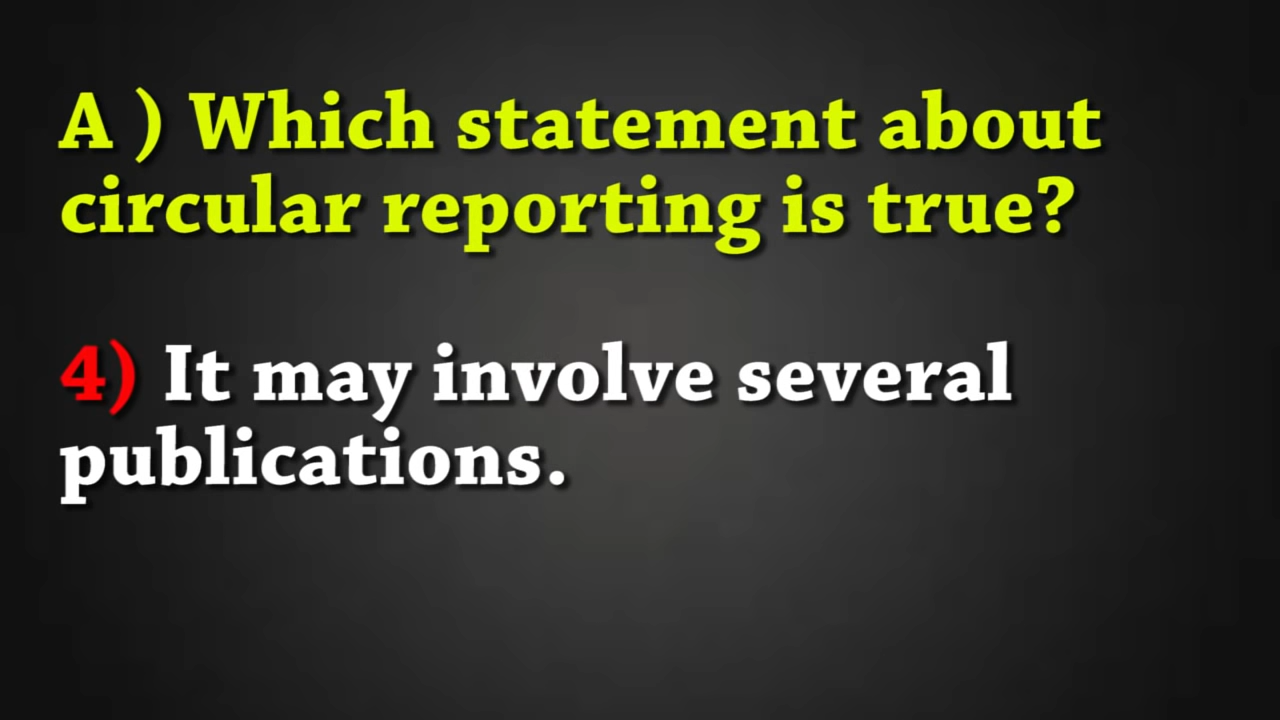 A ) Which statement about
circular reporting is true?
4) It may involve several
publications.